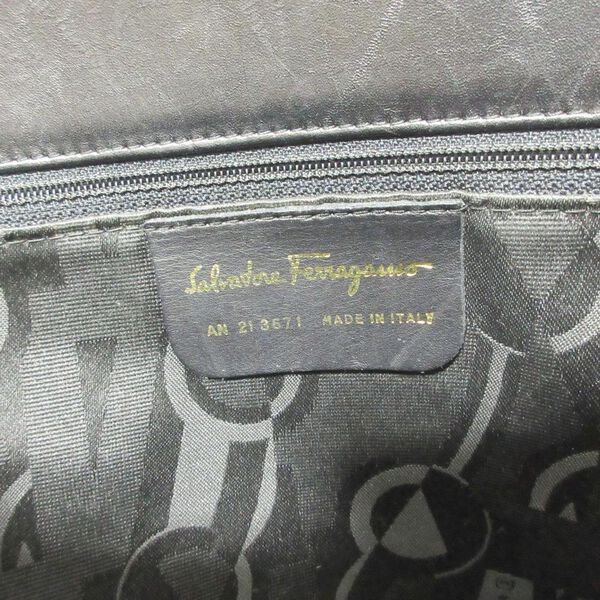 Salvatore Ferragamo
AN 21 3671 MADE IN ITALY